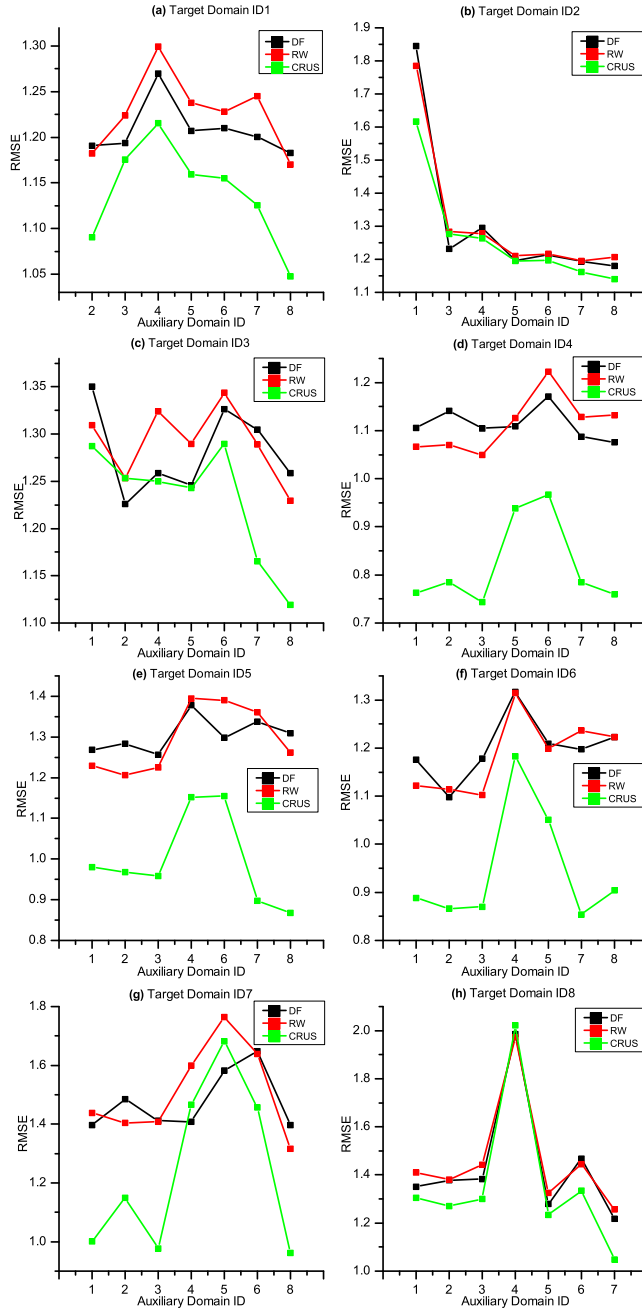 (a) Target Domain ID1
DF
RW
CRUS
RMSE
1.30
1.25
1.20
1.15
1.10
1.05
2 3 4 5 6 7 8
Auxiliary Domain ID
(b) Target Domain ID2
DF
RW
CRUS
RMSE
1.9
1.8
1.7
1.6
1.5
1.4
1.3
1.2
1.1
1 3 4 5 6 7 8
Auxiliary Domain ID
(c) Target Domain ID3
DF
RW
CRUS
RMSE
1.35
1.30
1.25
1.20
1.15
1.10
1 2 4 5 6 7 8
Auxiliary Domain ID
(d) Target Domain ID4
DF
RW
CRUS
RMSE
1.2
1.1
1.0
0.9
0.8
0.7
1 2 3 5 6 7 8
Auxiliary Domain ID
(e) Target Domain ID5
DF
RW
CRUS
RMSE
1.4
1.3
1.2
1.1
1.0
0.9
0.8
1 2 3 4 6 7 8
Auxiliary Domain ID
(f) Target Domain ID6
DF
RW
CRUS
RMSE
1.3
1.2
1.1
1.0
0.9
0.8
1 2 3 4 5 7 8
Auxiliary Domain ID
(g) Target Domain ID7
DF
RW
CRUS
RMSE
1.8
1.6
1.4
1.2
1.0
1 2 3 4 5 6 8
Auxiliary Domain ID
(h) Target Domain ID8
DF
RW
CRUS
RMSE
2.0
1.8
1.6
1.4
1.2
1.0
1 2 3 4 5 6 7
Auxiliary Domain ID